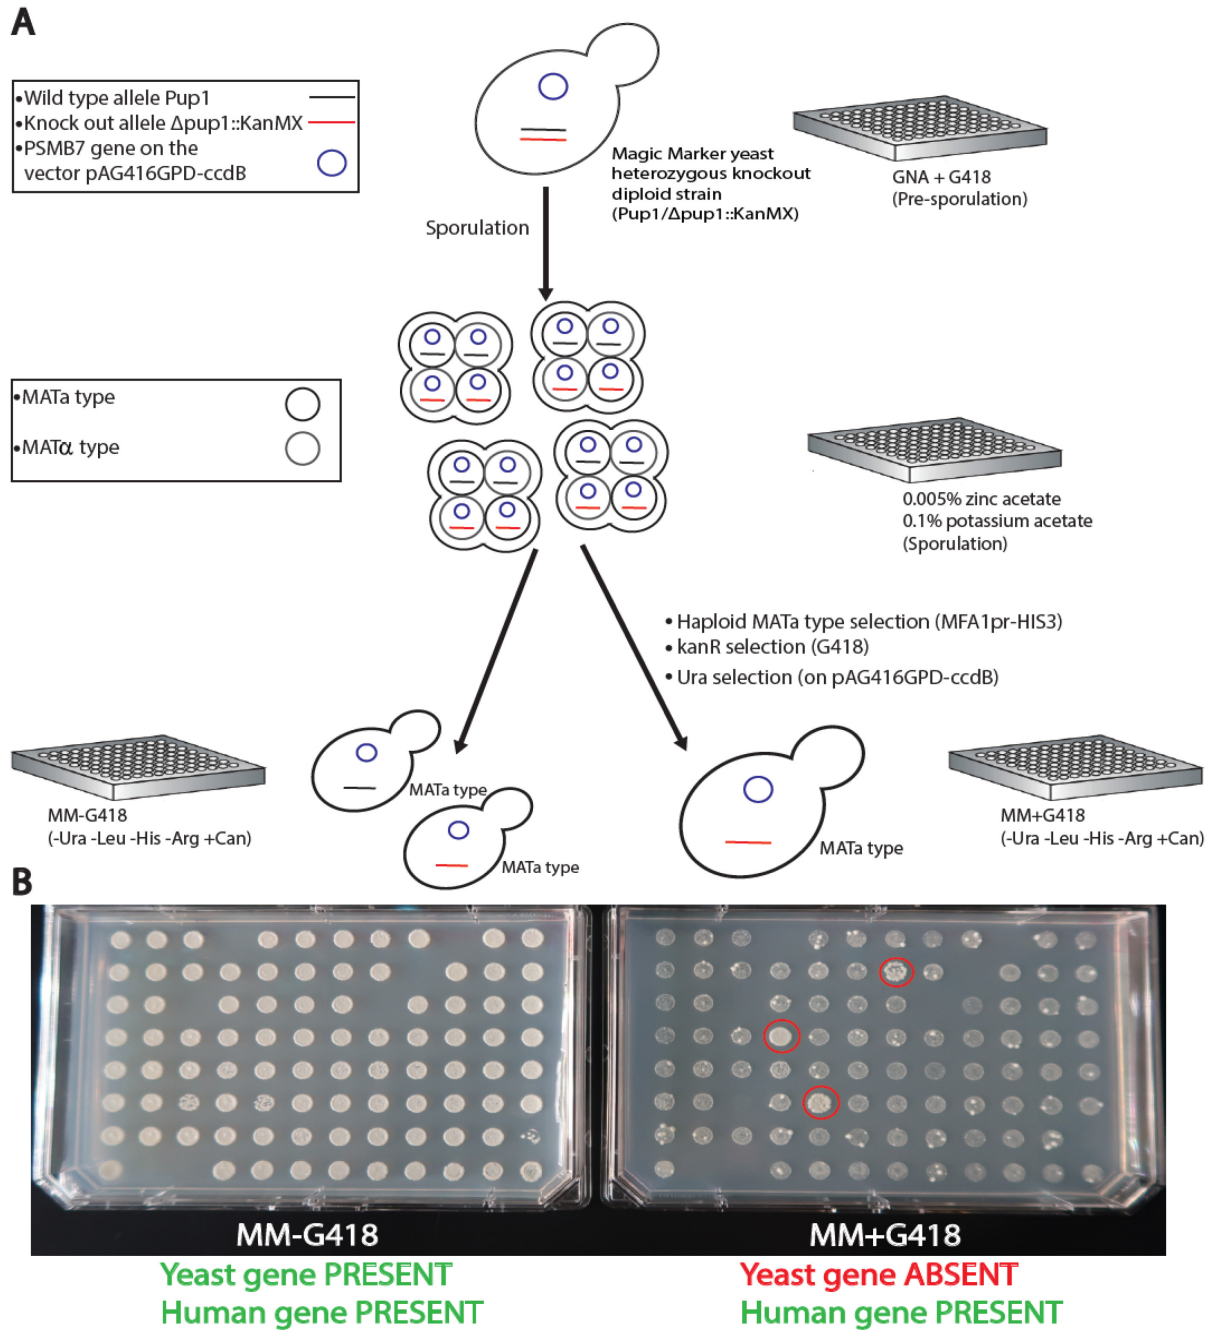 A
•Wild type allele Pup1
•Knock out allele Δpup1::KanMX
•PSMB7 gene on the
vector pAG416GPD-ccdB
Magic Marker yeast
heterozygous knockout
diploid strain
(Pup1/Δpup1::KanMX)
GNA + G418
(Pre-sporulation)
Sporulation
•MATa type
•MATα type
0.005% zinc acetate
0.1% potassium acetate
(Sporulation)
• Haploid MATa type selection (MFA1pr-HIS3)
• kanR selection (G418)
• Ura selection (on pAG416GPD-ccdB)
MM-G418
(-Ura -Leu -His -Arg +Can)
MATa type
MATa type
MATa type
MM+G418
(-Ura -Leu -His -Arg +Can)
B
MM-G418
MM+G418
Yeast gene PRESENT
Human gene PRESENT
Yeast gene ABSENT
Human gene PRESENT